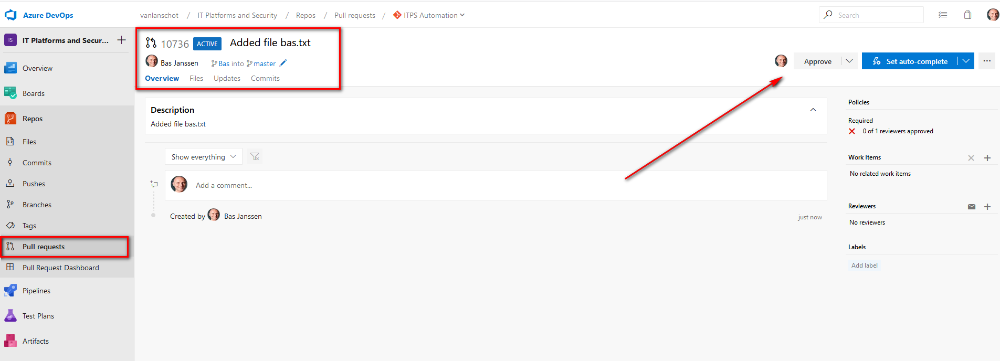 Azure DevOps
vanlanschot / IT Platforms and Security / Repos / Pull requests / ITPS Automation
Search
IS IT Platforms and Secur... +
Overview
Boards
Repos
Files
Commits
Pushes
Branches
Tags
Pull requests
Pull Request Dashboard
Pipelines
Test Plans
Artifacts
10736 ACTIVE Added file bas.txt
Bas Janssen Bas into master
Overview Files Updates Commits
Approve
Set auto-complete
...
Description
Added file bas.txt
Show everything
Add a comment...
Created by Bas Janssen
just now
Policies
Required
0 of 1 reviewers approved
Work Items
No related work items
Reviewers
No reviewers
Labels
Add label